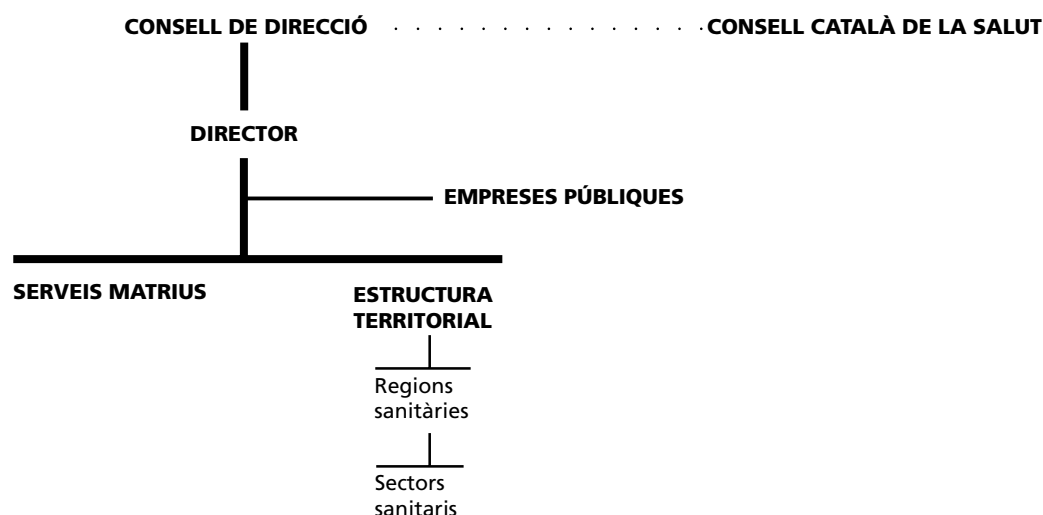 CONSELL DE DIRECCIÓ . . . . . . . . . . . . . . . CONSELL CATALÀ DE LA SALUT
DIRECTOR
EMPRESES PÚBLIQUES
SERVEIS MATRIUS
ESTRUCTURA
TERRITORIAL
Regions
sanitàries
Sectors
sanitaris